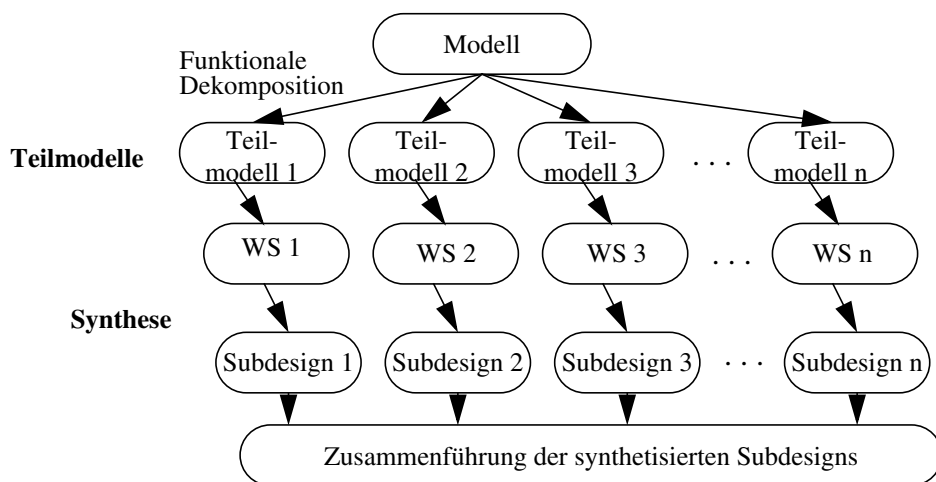 Modell
Funktionale
Dekomposition
Teilmodelle
Teil-
modell 1
Teil-
modell 2
Teil-
modell 3
. . .
Teil-
modell n
WS 1
WS 2
WS 3
. . .
WS n
Synthese
Subdesign 1
Subdesign 2
Subdesign 3
. . .
Subdesign n
Zusammenführung der synthetisierten Subdesigns